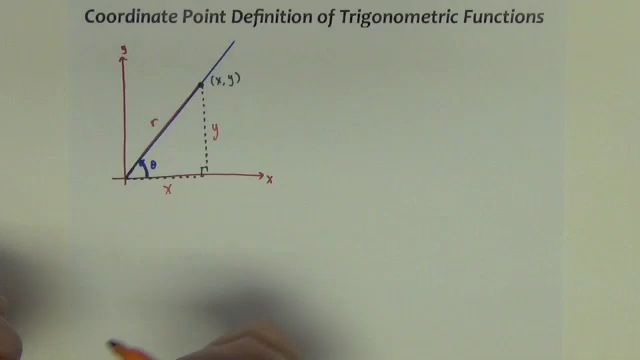 Coordinate Point Definition of Trigonometric Functions
y
(x, y)
r
y
θ
x
x